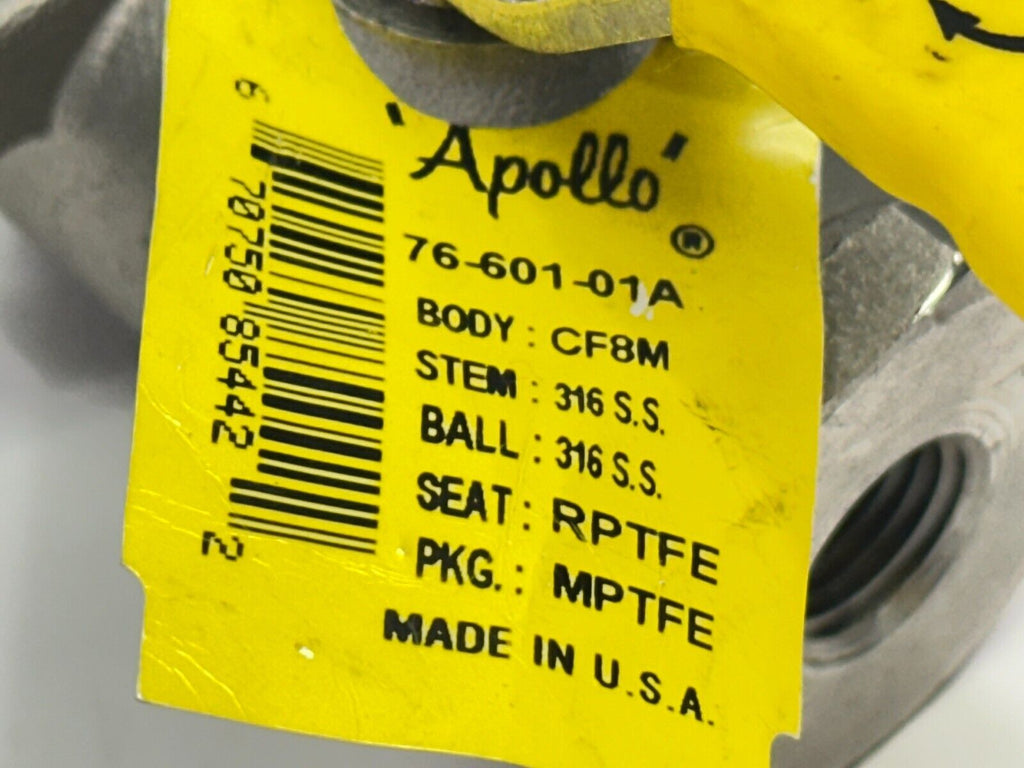 "Apollo"®
76-601-01A
BODY : CF8M
STEM : 316 S.S.
BALL : 316 S.S.
SEAT : RPTFE
PKG. : MPTFE
MADE IN U.S.A.
6 70750 85442 2